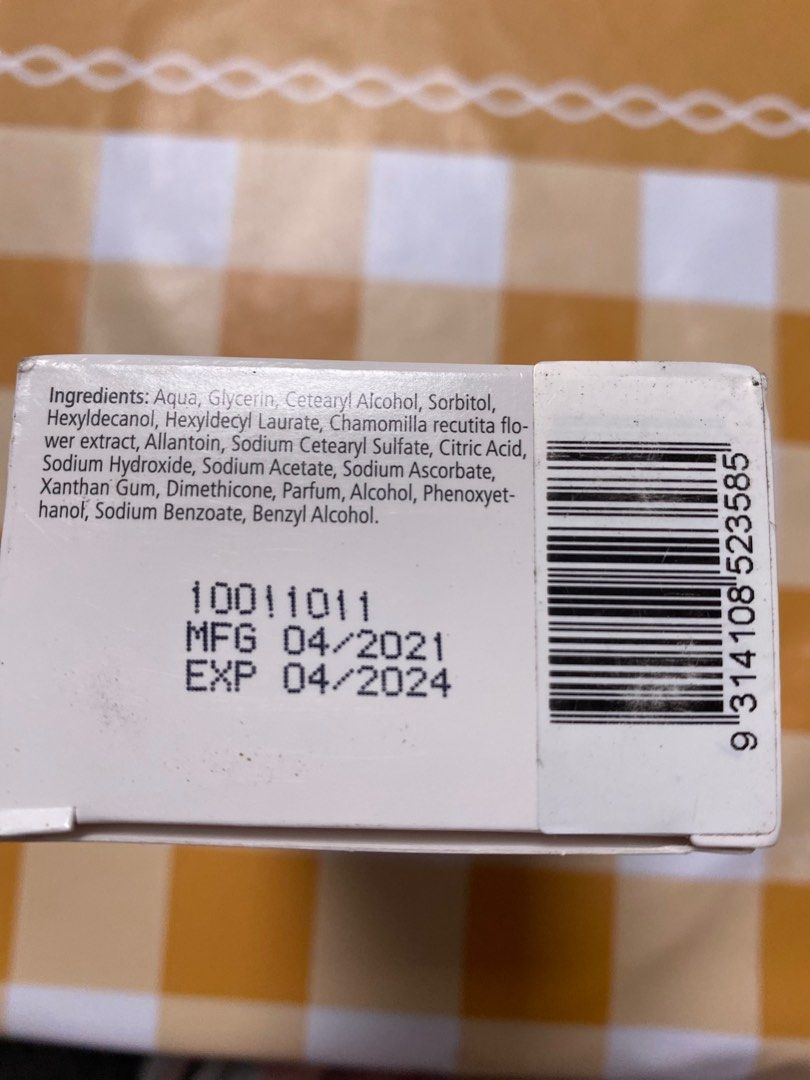 Ingredients: Aqua, Glycerin, Cetearyl Alcohol, Sorbitol,
Hexyldecanol, Hexyldecyl Laurate, Chamomilla recutita flo-
wer extract, Allantoin, Sodium Cetearyl Sulfate, Citric Acid,
Sodium Hydroxide, Sodium Acetate, Sodium Ascorbate,
Xanthan Gum, Dimethicone, Parfum, Alcohol, Phenoxyet-
hanol, Sodium Benzoate, Benzyl Alcohol.
10011011
MFG 04/2021
EXP 04/2024
9 314108 523585